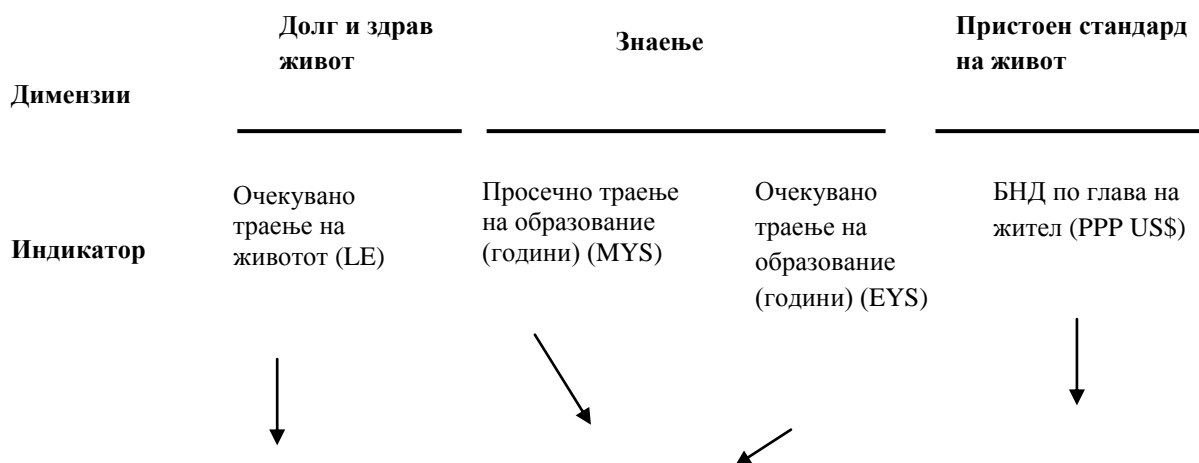 Долг и здрав
живот
Знаење
Пристоен стандард
на живот
Димензии
Очекувано
траење на
животот (LE)
Просечно траење
на образование
(години) (MYS)
Очекувано
траење на
образование
(години) (EYS)
БНД по глава на
жител (PPP US$)
Индикатор